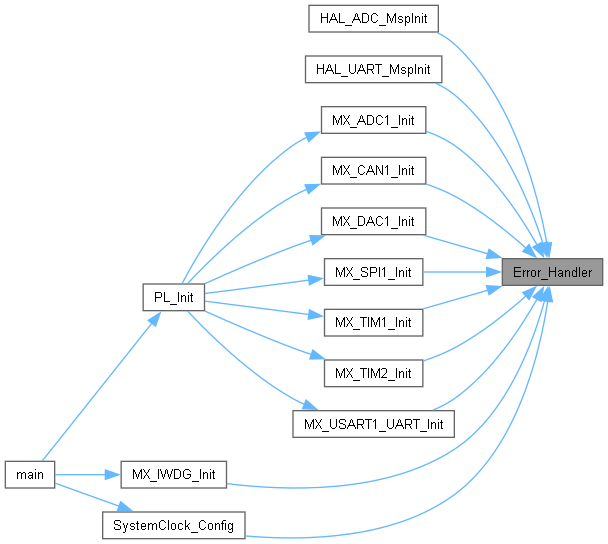 HAL_ADC_MspInit
HAL_UART_MspInit
MX_ADC1_Init
MX_CAN1_Init
MX_DAC1_Init
MX_SPI1_Init
Error_Handler
PL_Init
MX_TIM1_Init
MX_TIM2_Init
MX_USART1_UART_Init
main
MX_IWDG_Init
SystemClock_Config